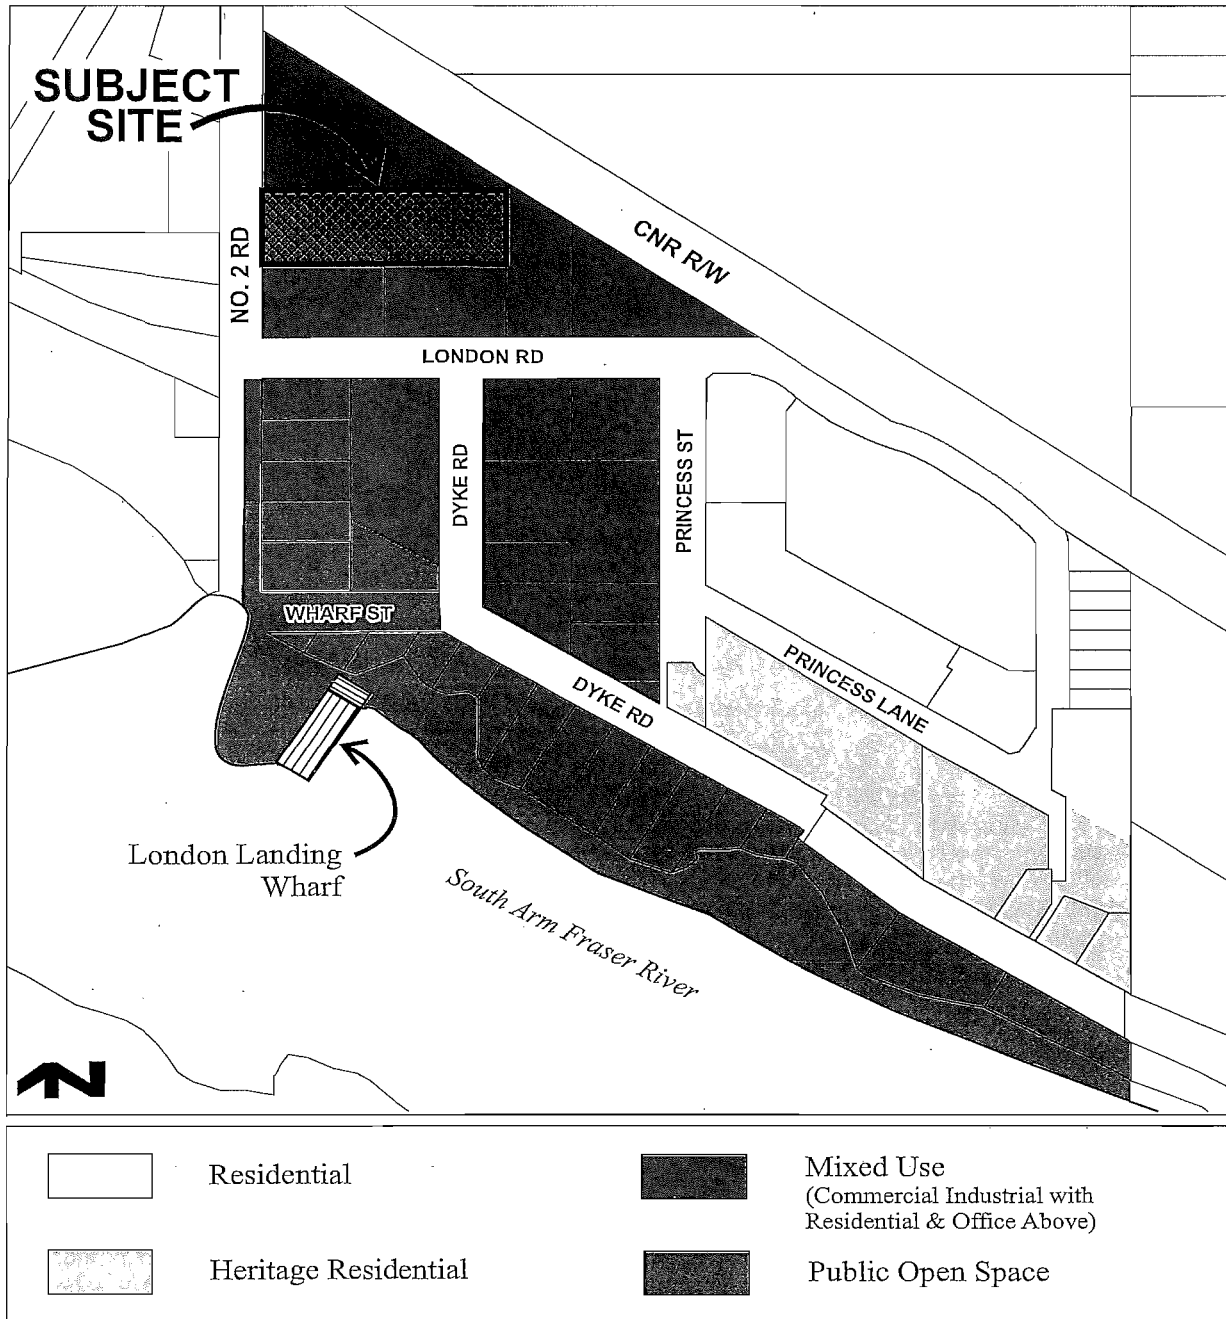 SUBJECT
SITE
CNR R/W
NO. 2 RD
LONDON RD
DYKE RD
PRINCESS ST
WHARF ST
PRINCESS LANE
DYKE RD
London Landing
Wharf
South Arm Fraser River
N
Residential
Mixed Use
(Commercial Industrial with
Residential & Office Above)
Heritage Residential
Public Open Space